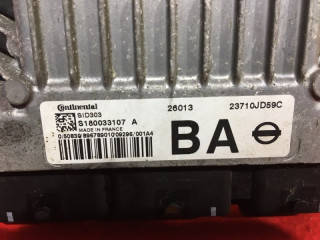 Continental 26013 23710JD59C
SID303
S180033107 A
MADE IN FRANCE
BA